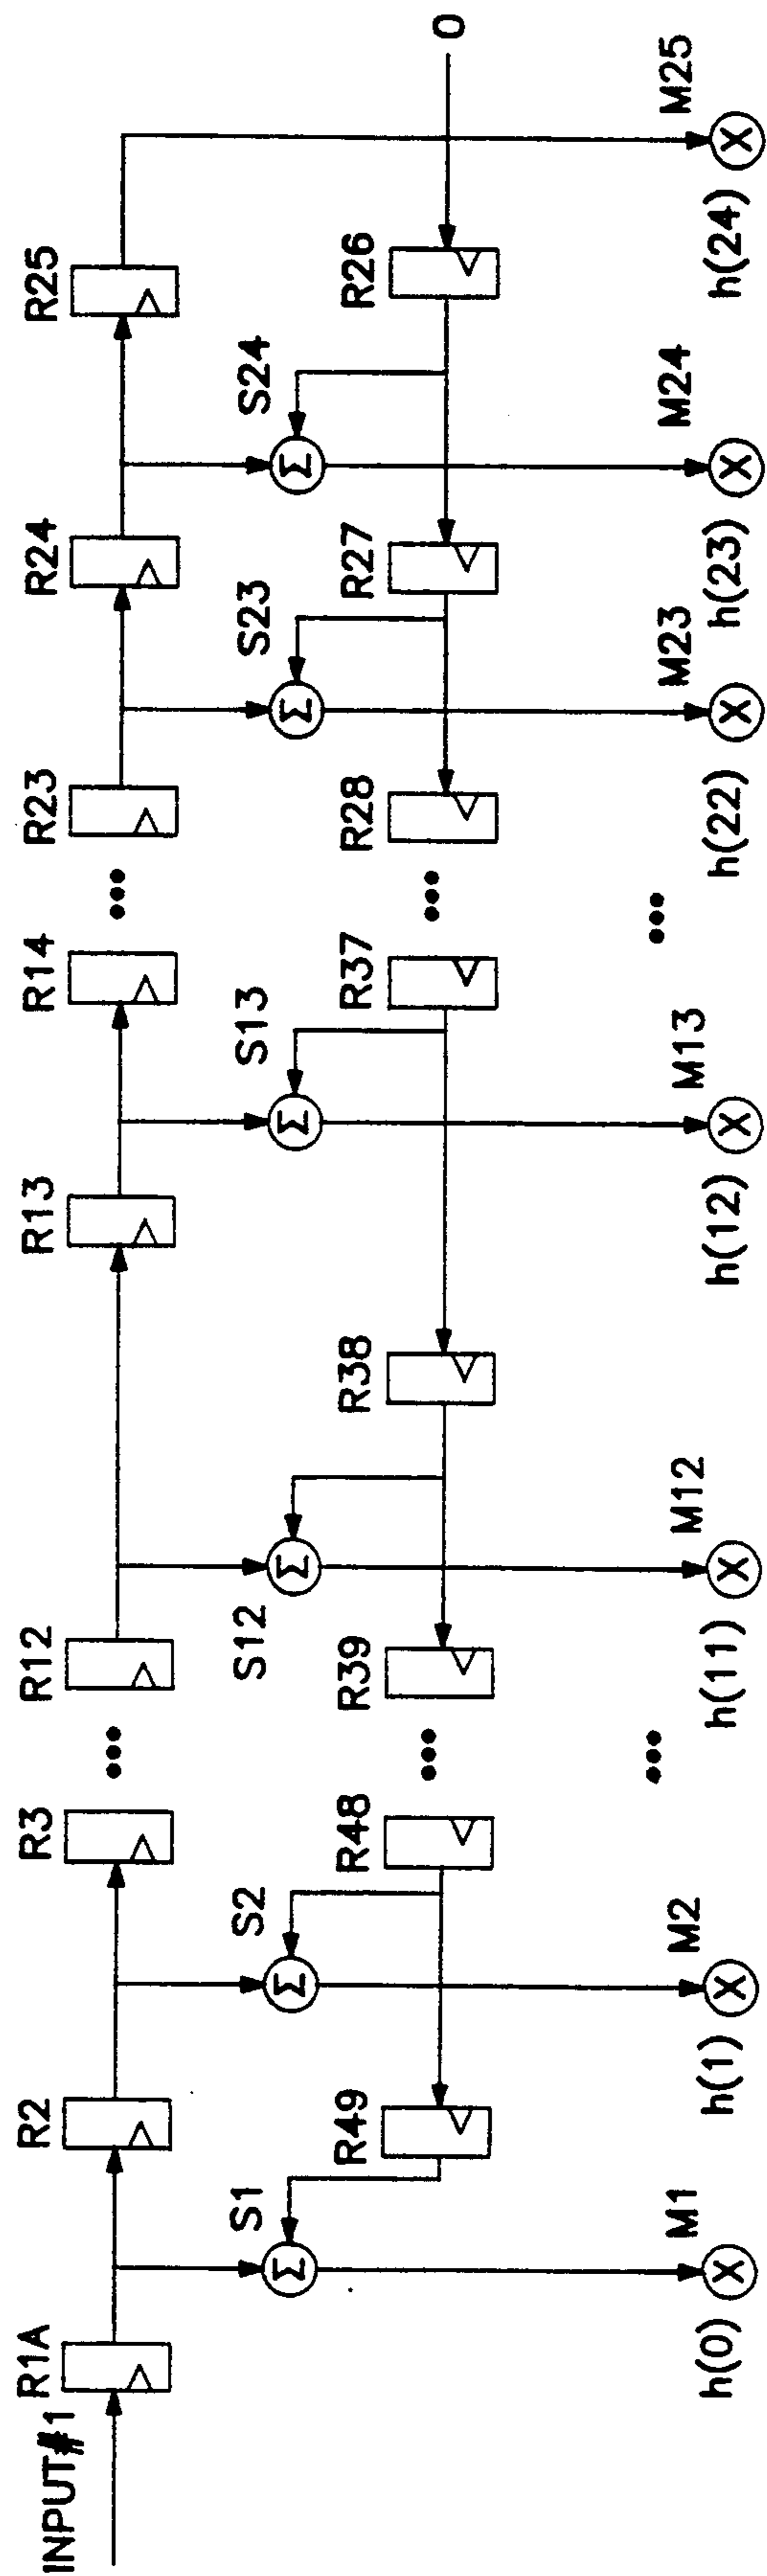 INPUT#1
R1A
R2
R3
R12
R13
R14
R23
R24
R25
S1
S2
S12
S13
S23
S24
Σ
Σ
Σ
Σ
Σ
Σ
R49
R48
R39
R38
R37
R28
R27
R26
0
•••
•••
•••
•••
•••
•••
M1
M2
M12
M13
M23
M24
M25
X
X
X
X
X
X
X
h(0)
h(1)
h(11)
h(12)
h(22)
h(23)
h(24)